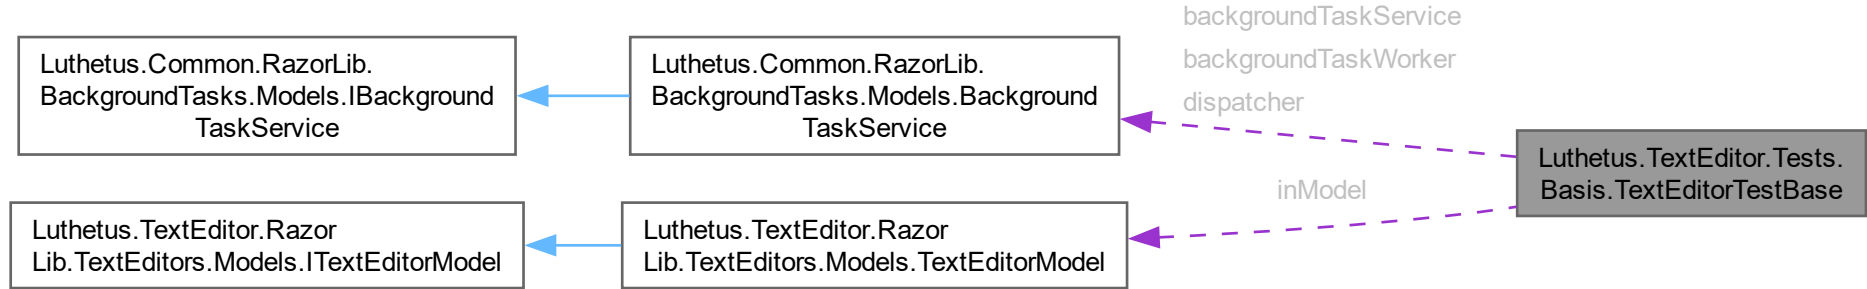 Luthetus.Common.RazorLib.
BackgroundTasks.Models.IBackground
TaskService
Luthetus.Common.RazorLib.
BackgroundTasks.Models.Background
TaskService
backgroundTaskService
backgroundTaskWorker
dispatcher
Luthetus.TextEditor.Tests.
Basis.TextEditorTestBase
Luthetus.TextEditor.Razor
Lib.TextEditors.Models.ITextEditorModel
Luthetus.TextEditor.Razor
Lib.TextEditors.Models.TextEditorModel
inModel